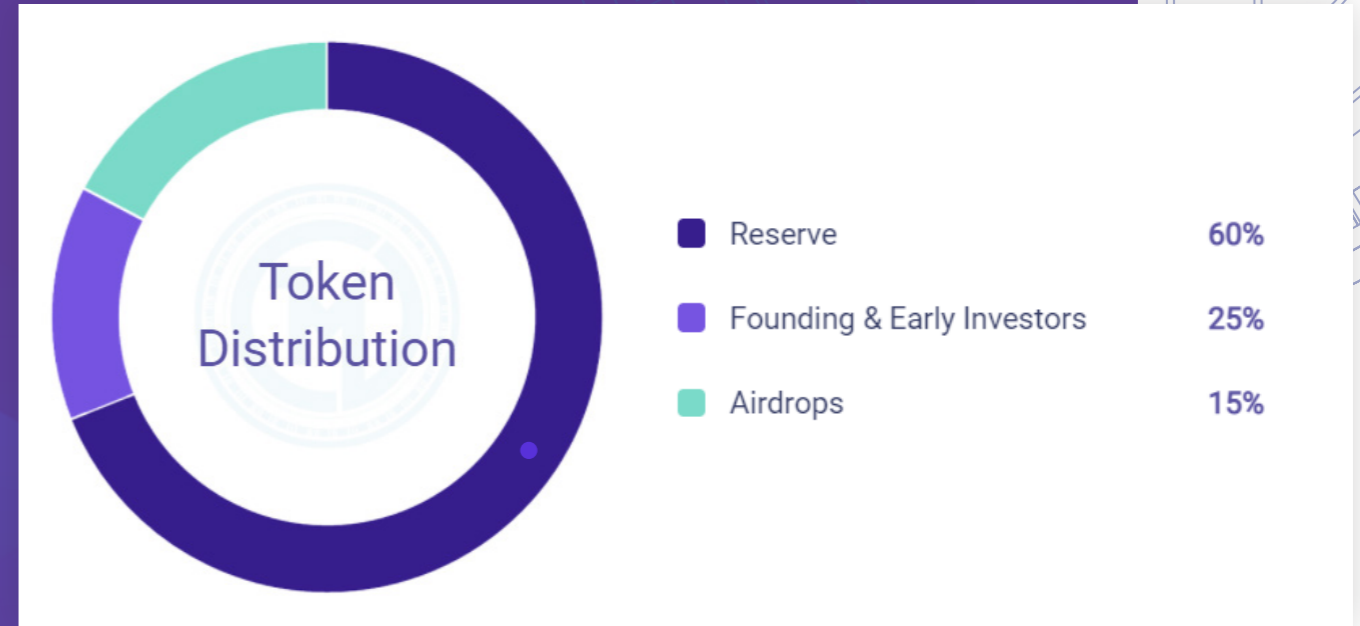 Token
Distribution
Reserve 60%
Founding & Early Investors 25%
Airdrops 15%